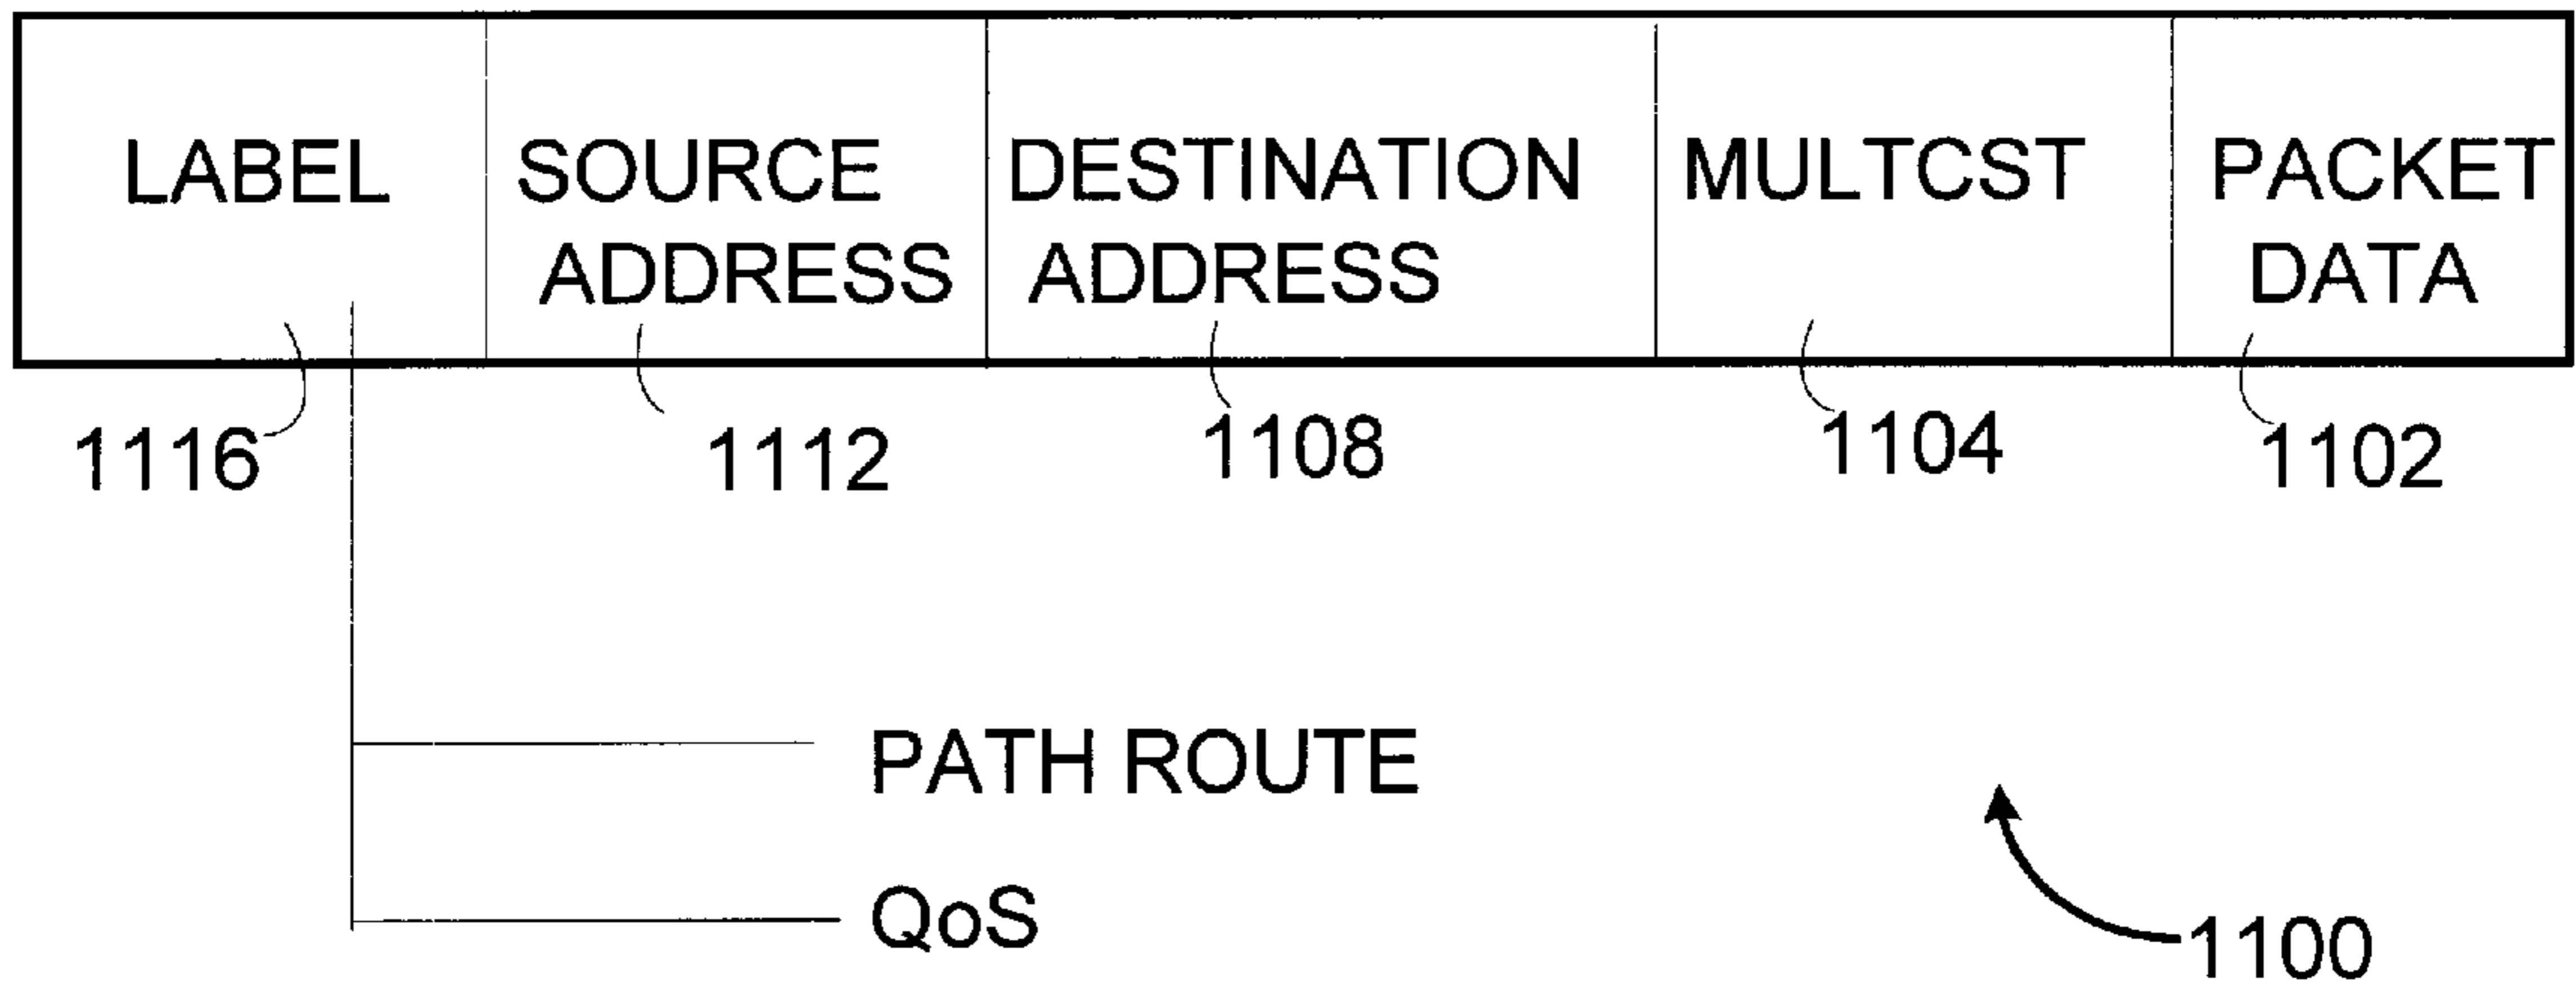 LABEL
SOURCE
ADDRESS
DESTINATION
ADDRESS
MULTCST
PACKET
DATA
1116
1112
1108
1104
1102
PATH ROUTE
QoS
1100